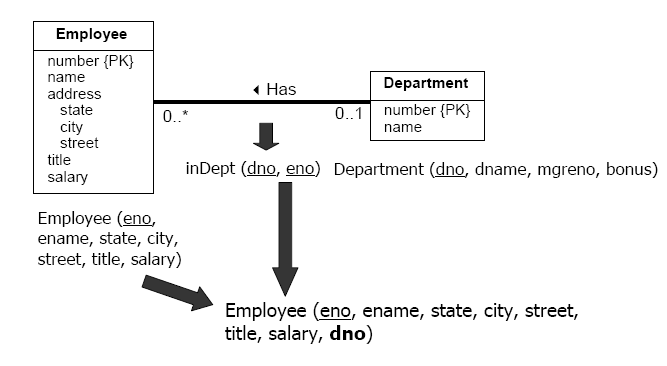 Employee
number {PK}
name
address
state
city
street
title
salary
Has
0..*
0..1
Department
number {PK}
name
inDept (dno, eno)
Department (dno, dname, mgreno, bonus)
Employee (eno,
ename, state, city,
street, title, salary)
Employee (eno, ename, state, city, street,
title, salary, dno)